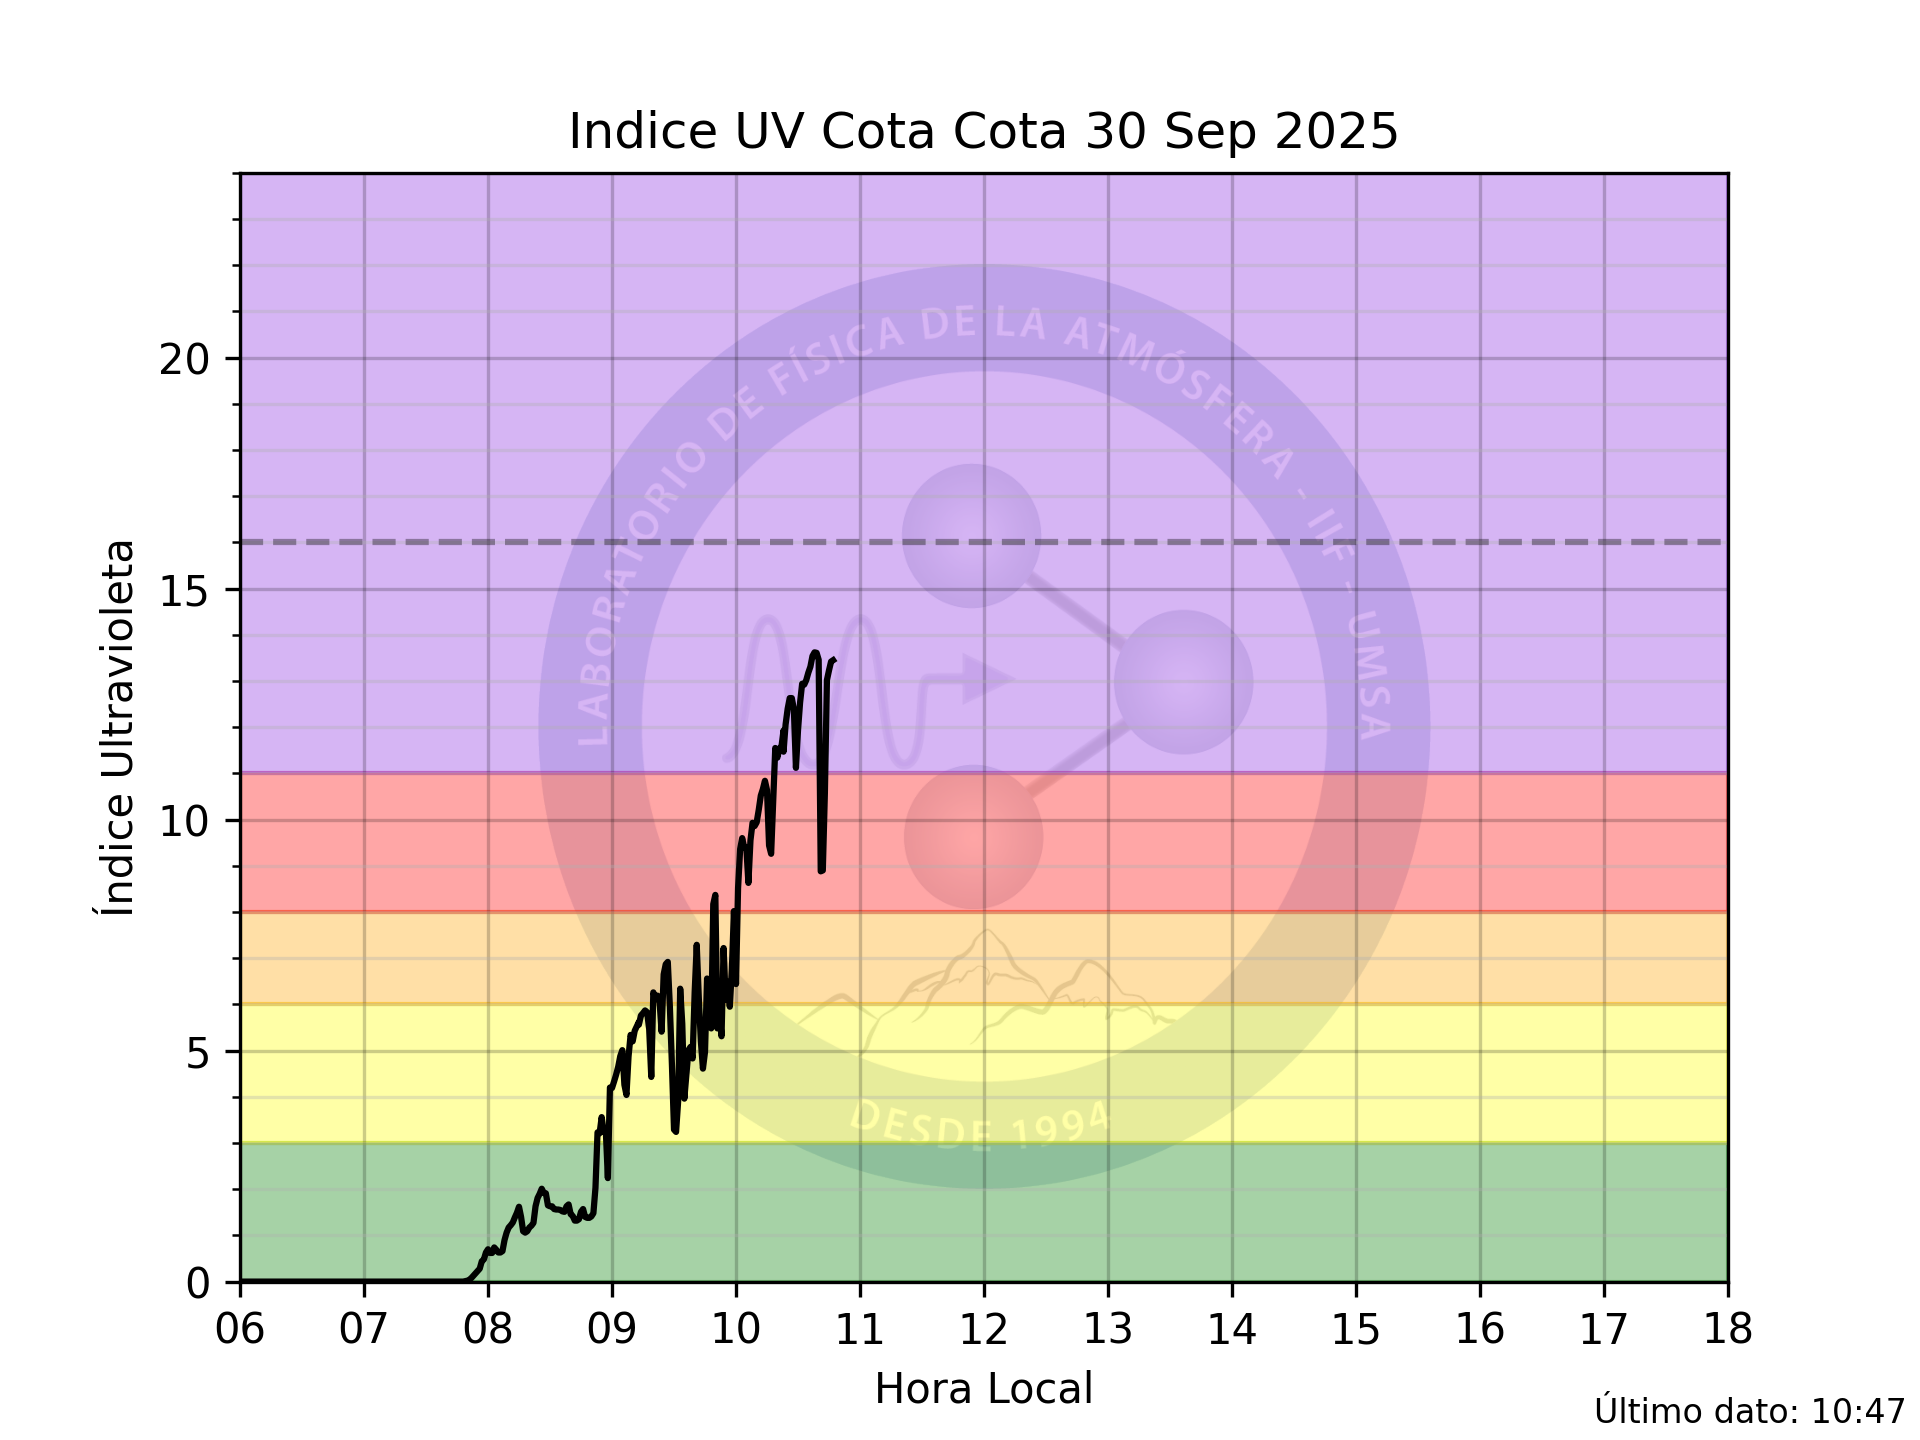 Indice UV Cota Cota 30 Sep 2025
Índice Ultravioleta
20
15
10
5
0
LABORATORIO DE FÍSICA DE LA ATMÓSFERA - IIF - UMSA
DESDE 1994
06 07 08 09 10 11 12 13 14 15 16 17 18
Hora Local
Último dato: 10:47